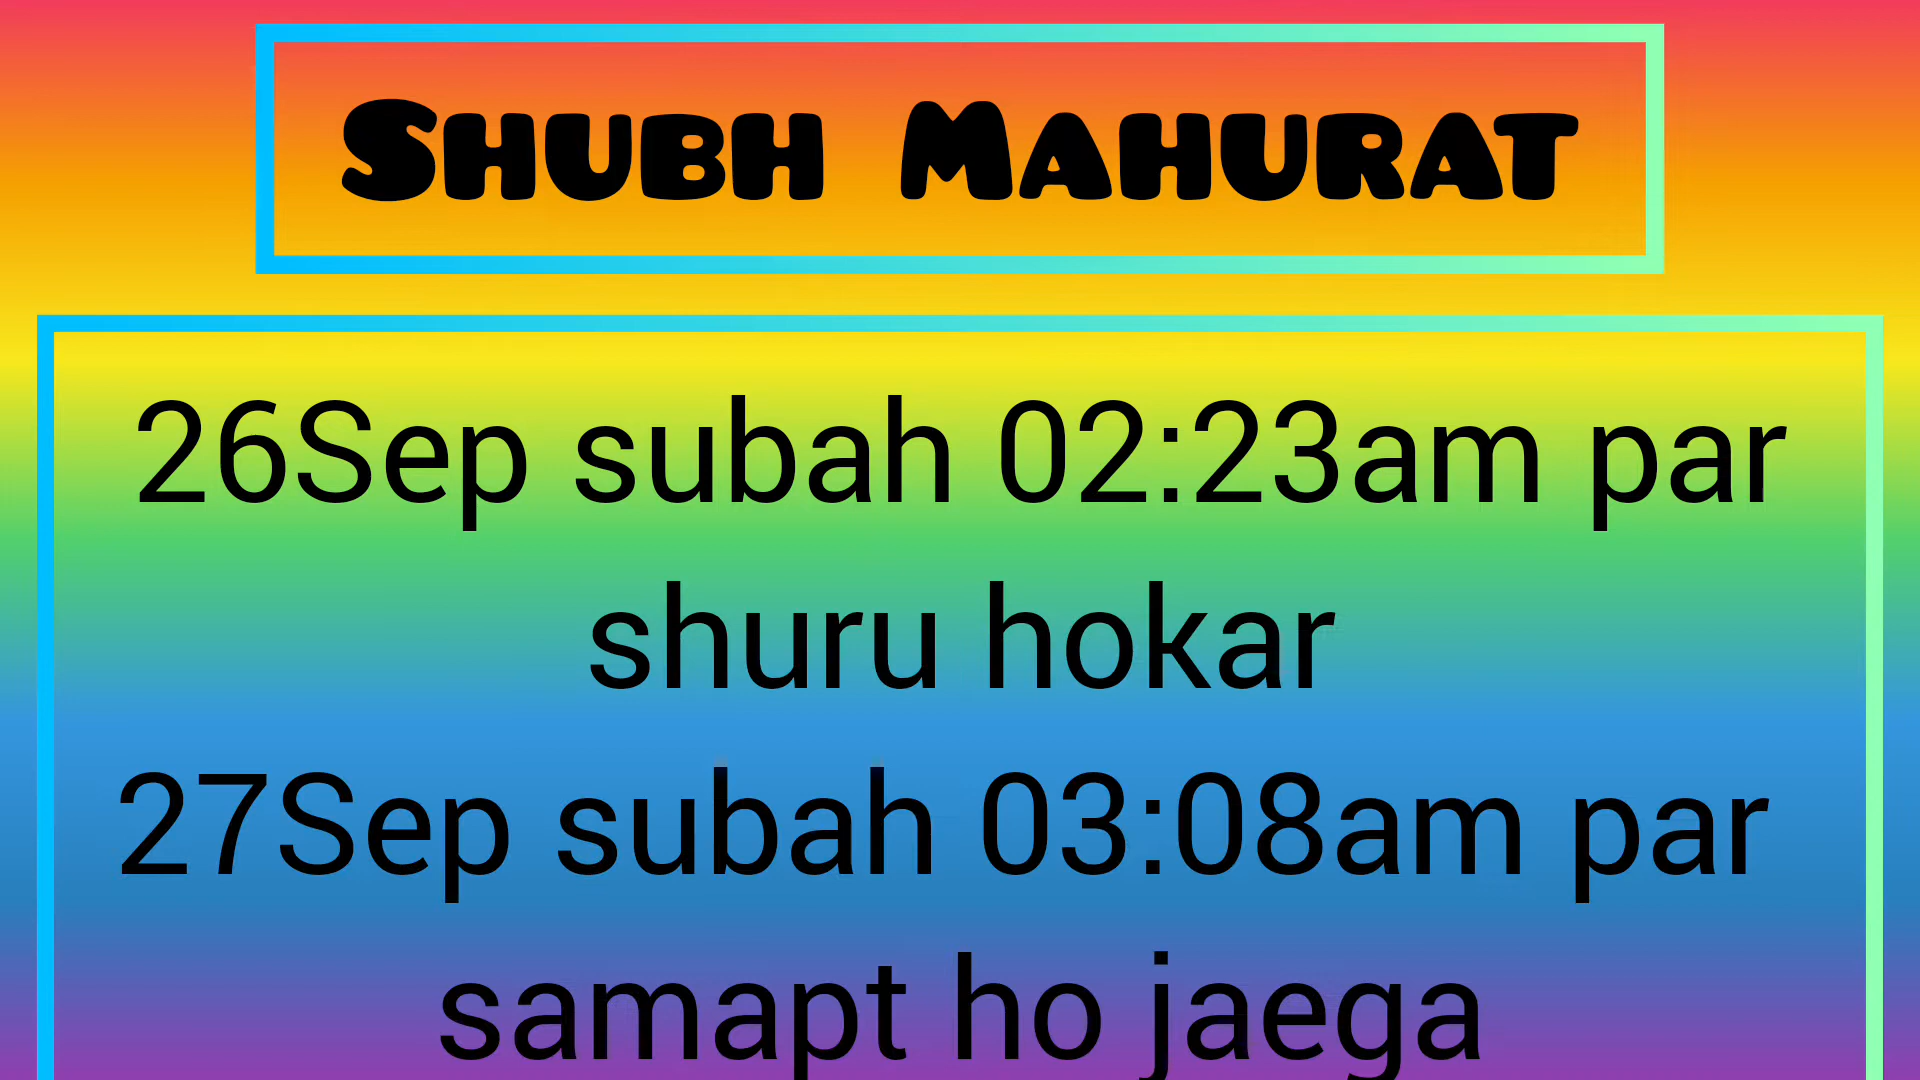 Shubh Mahurat
26Sep subah 02:23am par
shuru hokar
27Sep subah 03:08am par
samapt ho jaega